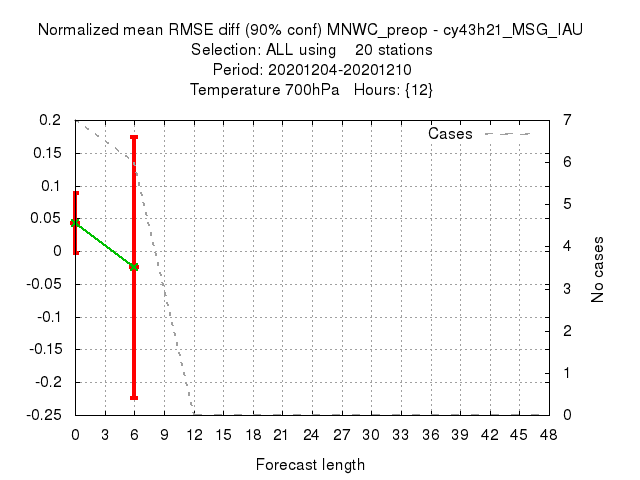 Normalized mean RMSE diff (90% conf) MNWC_preop - cy43h21_MSG_IAU
Selection: ALL using 20 stations
Period: 20201204-20201210
Temperature 700hPa Hours: {12}
Cases
0.2
0.15
0.1
0.05
0
-0.05
-0.1
-0.15
-0.2
-0.25
7
6
5
4
3
2
1
0
No cases
0 3 6 9 12 15 18 21 24 27 30 33 36 39 42 45 48
Forecast length